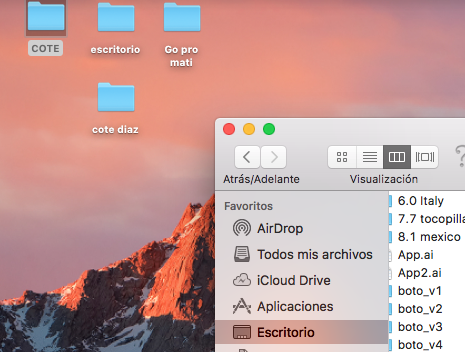 COTE
escritorio
Go pro
mati
cote diaz
Atrás/Adelante
Visualización
Favoritos
AirDrop
Todos mis archivos
iCloud Drive
Aplicaciones
Escritorio
6.0 Italy
7.7 tocopilla
8.1 mexico
App.ai
App2.ai
boto_v1
boto_v2
boto_v3
boto_v4